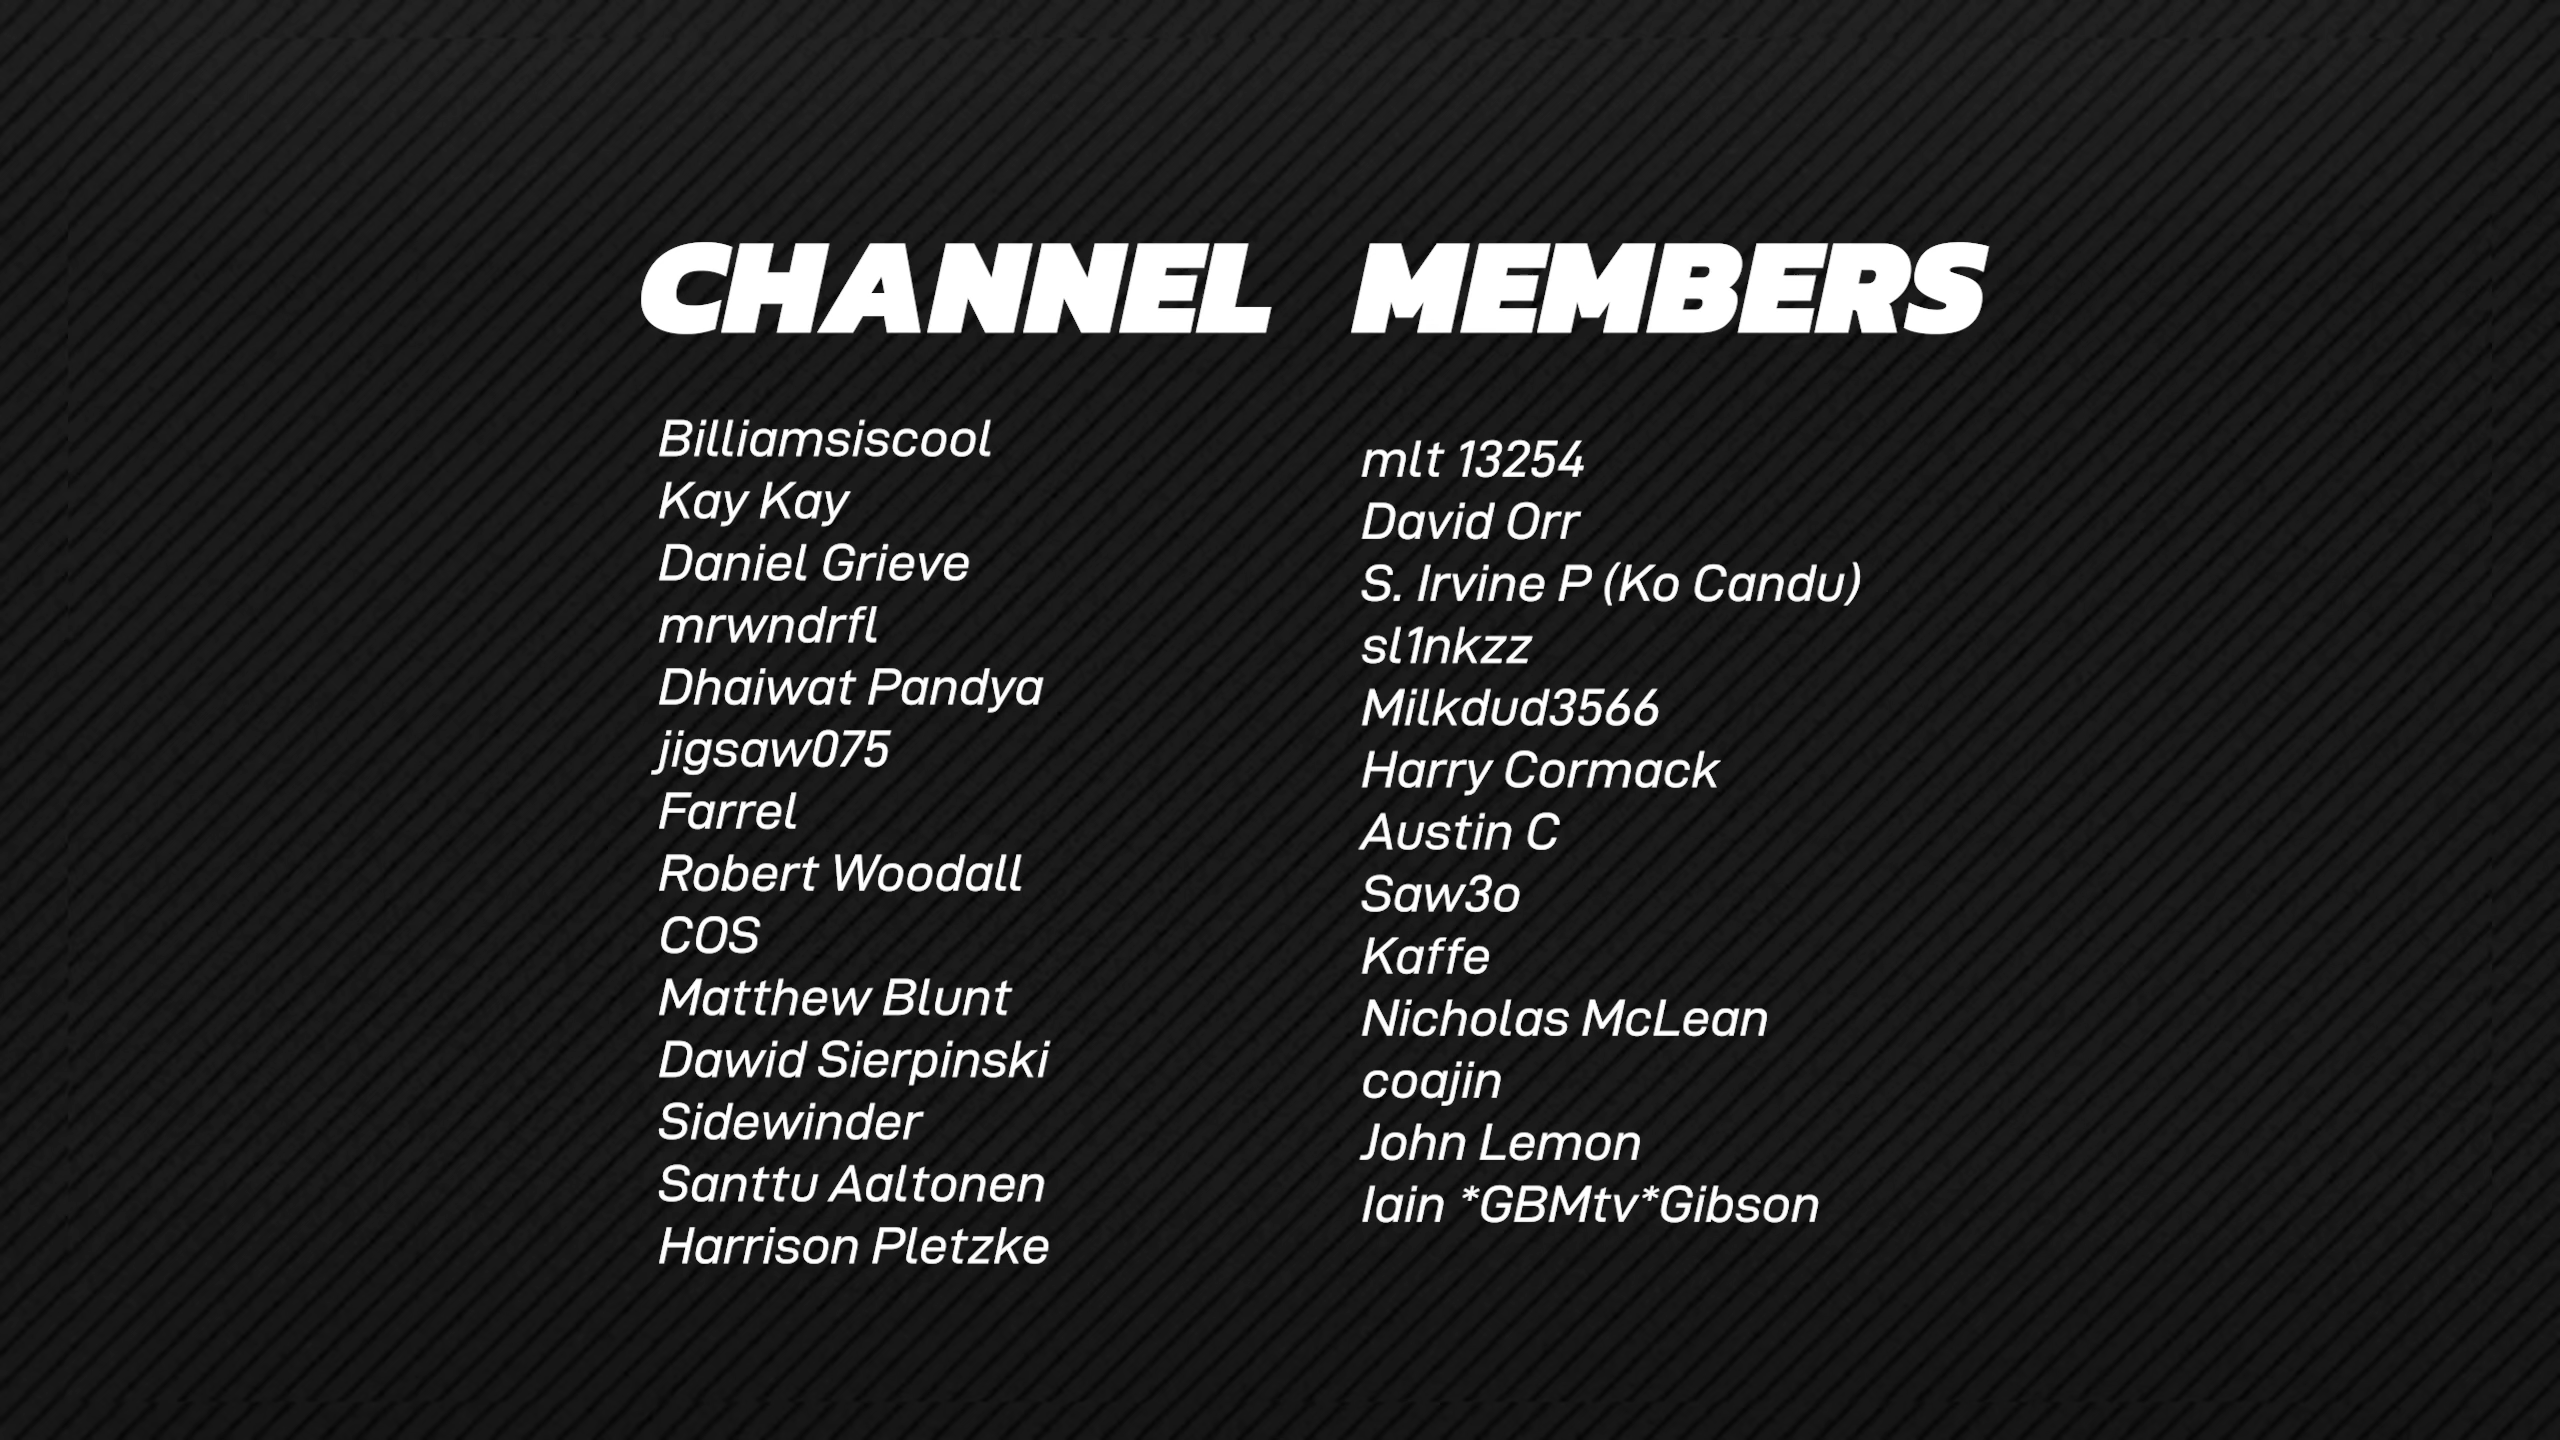 CHANNEL MEMBERS
Billiamsiscool
Kay Kay
Daniel Grieve
mrwndrfl
Dhaiwat Pandya
jigsaw075
Farrel
Robert Woodall
COS
Matthew Blunt
Dawid Sierpinski
Sidewinder
Santtu Aaltonen
Harrison Pletzke
mlt 13254
David Orr
S. Irvine P (Ko Candu)
sl1nkzz
Milkdud3566
Harry Cormack
Austin C
Saw3o
Kaffe
Nicholas McLean
coajin
John Lemon
Iain *GBMtv*Gibson